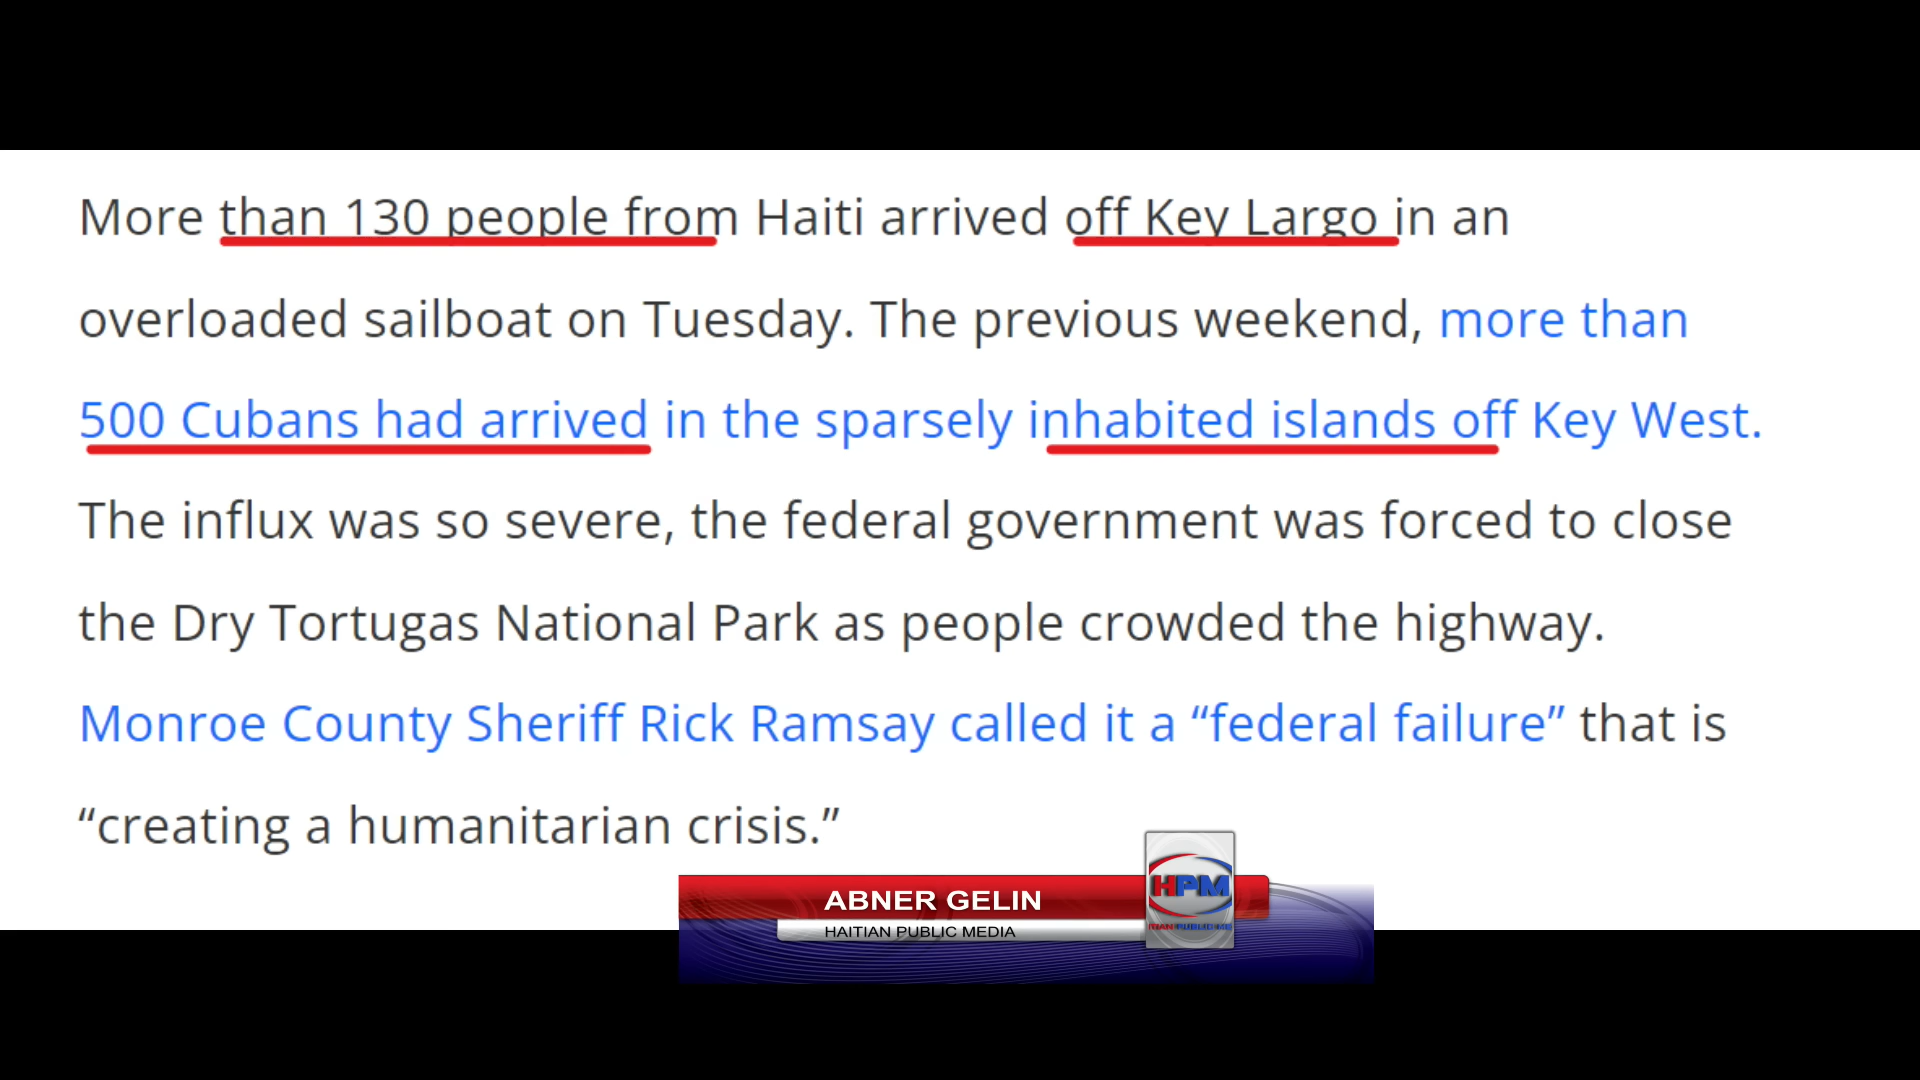 More than 130 people from Haiti arrived off Key Largo in an
overloaded sailboat on Tuesday. The previous weekend, more than
500 Cubans had arrived in the sparsely inhabited islands off Key West.
The influx was so severe, the federal government was forced to close
the Dry Tortugas National Park as people crowded the highway.
Monroe County Sheriff Rick Ramsay called it a “federal failure” that is
“creating a humanitarian crisis.”
ABNER GELIN
HAITIAN PUBLIC MEDIA
HPM